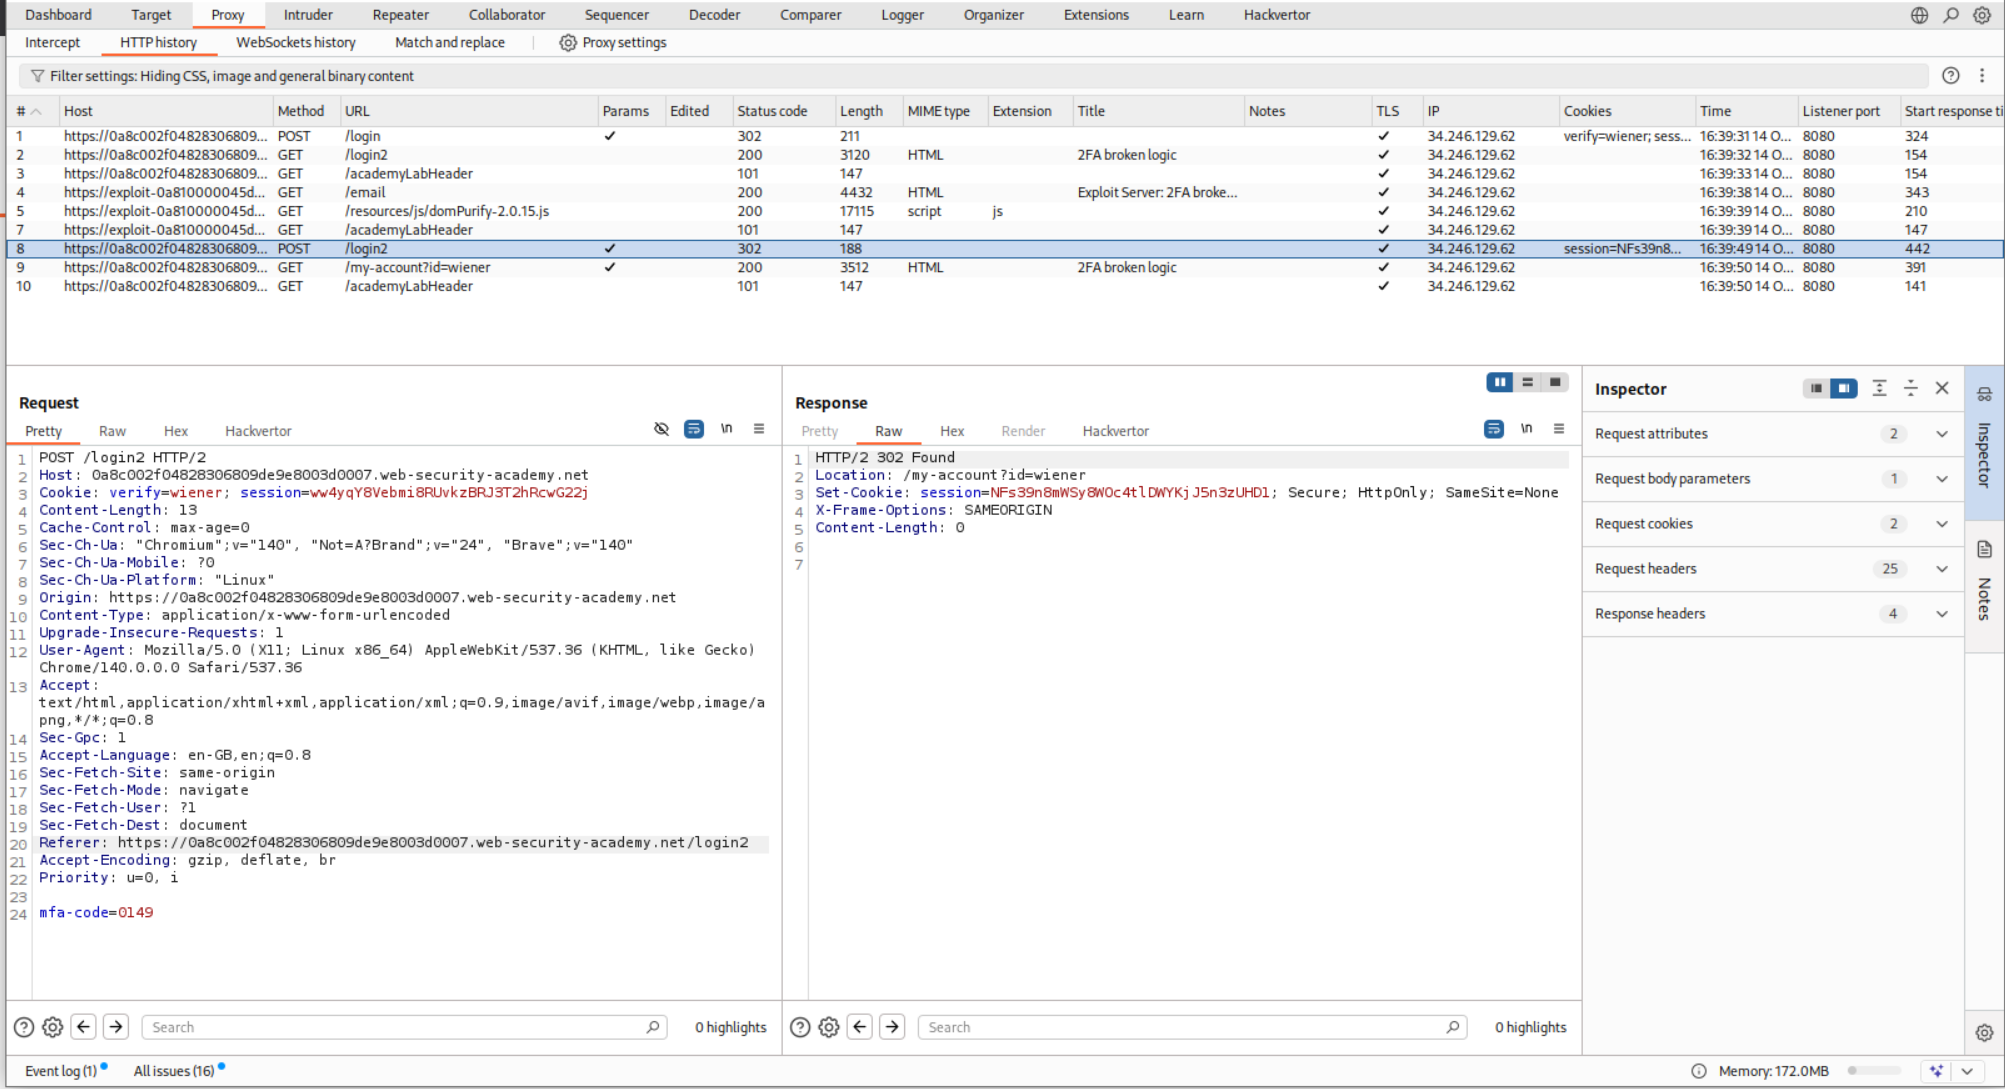 Dashboard Target Proxy Intruder Repeater Collaborator Sequencer Decoder Comparer Logger Organizer Extensions Learn Hackvertor
Intercept HTTP history WebSockets history Match and replace Proxy settings
Filter settings: Hiding CSS, image and general binary content
# Host Method URL Params Edited Status code Length MIME type Extension Title Notes TLS IP Cookies Time Listener port Start response ti
1 https://0a8c002f04828306809... POST /login ✓ 302 211 ✓ 34.246.129.62 verify=wiener; sess... 16:39:31 14 O... 8080 324
2 https://0a8c002f04828306809... GET /login2 200 3120 HTML 2FA broken logic ✓ 34.246.129.62 16:39:32 14 O... 8080 154
3 https://0a8c002f04828306809... GET /academyLabHeader 101 147 ✓ 34.246.129.62 16:39:33 14 O... 8080 154
4 https://exploit-0a810000045d... GET /email 200 4432 HTML Exploit Server: 2FA broke... ✓ 34.246.129.62 16:39:38 14 O... 8080 343
5 https://exploit-0a810000045d... GET /resources/js/domPurify-2.0.15.js 200 17115 script js ✓ 34.246.129.62 16:39:39 14 O... 8080 210
7 https://exploit-0a810000045d... GET /academyLabHeader 101 147 ✓ 34.246.129.62 16:39:39 14 O... 8080 147
8 https://0a8c002f04828306809... POST /login2 ✓ 302 188 ✓ 34.246.129.62 session=NFs39n8... 16:39:49 14 O... 8080 442
9 https://0a8c002f04828306809... GET /my-account?id=wiener ✓ 200 3512 HTML 2FA broken logic ✓ 34.246.129.62 16:39:50 14 O... 8080 391
10 https://0a8c002f04828306809... GET /academyLabHeader 101 147 ✓ 34.246.129.62 16:39:50 14 O... 8080 141
Request
Pretty Raw Hex Hackvertor \n
1 POST /login2 HTTP/2
2 Host: 0a8c002f04828306809de9e8003d0007.web-security-academy.net
3 Cookie: verify=wiener; session=ww4yqY8Vebmi8RUvkzBRJ3T2hRcwG22j
4 Content-Length: 13
5 Cache-Control: max-age=0
6 Sec-Ch-Ua: "Chromium";v="140", "Not=A?Brand";v="24", "Brave";v="140"
7 Sec-Ch-Ua-Mobile: ?0
8 Sec-Ch-Ua-Platform: "Linux"
9 Origin: https://0a8c002f04828306809de9e8003d0007.web-security-academy.net
10 Content-Type: application/x-www-form-urlencoded
11 Upgrade-Insecure-Requests: 1
12 User-Agent: Mozilla/5.0 (X11; Linux x86_64) AppleWebKit/537.36 (KHTML, like Gecko)
Chrome/140.0.0.0 Safari/537.36
13 Accept:
text/html,application/xhtml+xml,application/xml;q=0.9,image/avif,image/webp,image/a
png,*/*;q=0.8
14 Sec-Gpc: 1
15 Accept-Language: en-GB,en;q=0.8
16 Sec-Fetch-Site: same-origin
17 Sec-Fetch-Mode: navigate
18 Sec-Fetch-User: ?1
19 Sec-Fetch-Dest: document
20 Referer: https://0a8c002f04828306809de9e8003d0007.web-security-academy.net/login2
21 Accept-Encoding: gzip, deflate, br
22 Priority: u=0, i
23
24 mfa-code=0149
Search 0 highlights
Response
Pretty Raw Hex Render Hackvertor \n
1 HTTP/2 302 Found
2 Location: /my-account?id=wiener
3 Set-Cookie: session=NFs39n8mWSy8WOc4tlDWYKjJ5n3zUHD1; Secure; HttpOnly; SameSite=None
4 X-Frame-Options: SAMEORIGIN
5 Content-Length: 0
6
7
Search 0 highlights
Inspector
Request attributes 2
Request body parameters 1
Request cookies 2
Request headers 25
Response headers 4
Inspector
Notes
Event log (1) All issues (16) Memory: 172.0MB